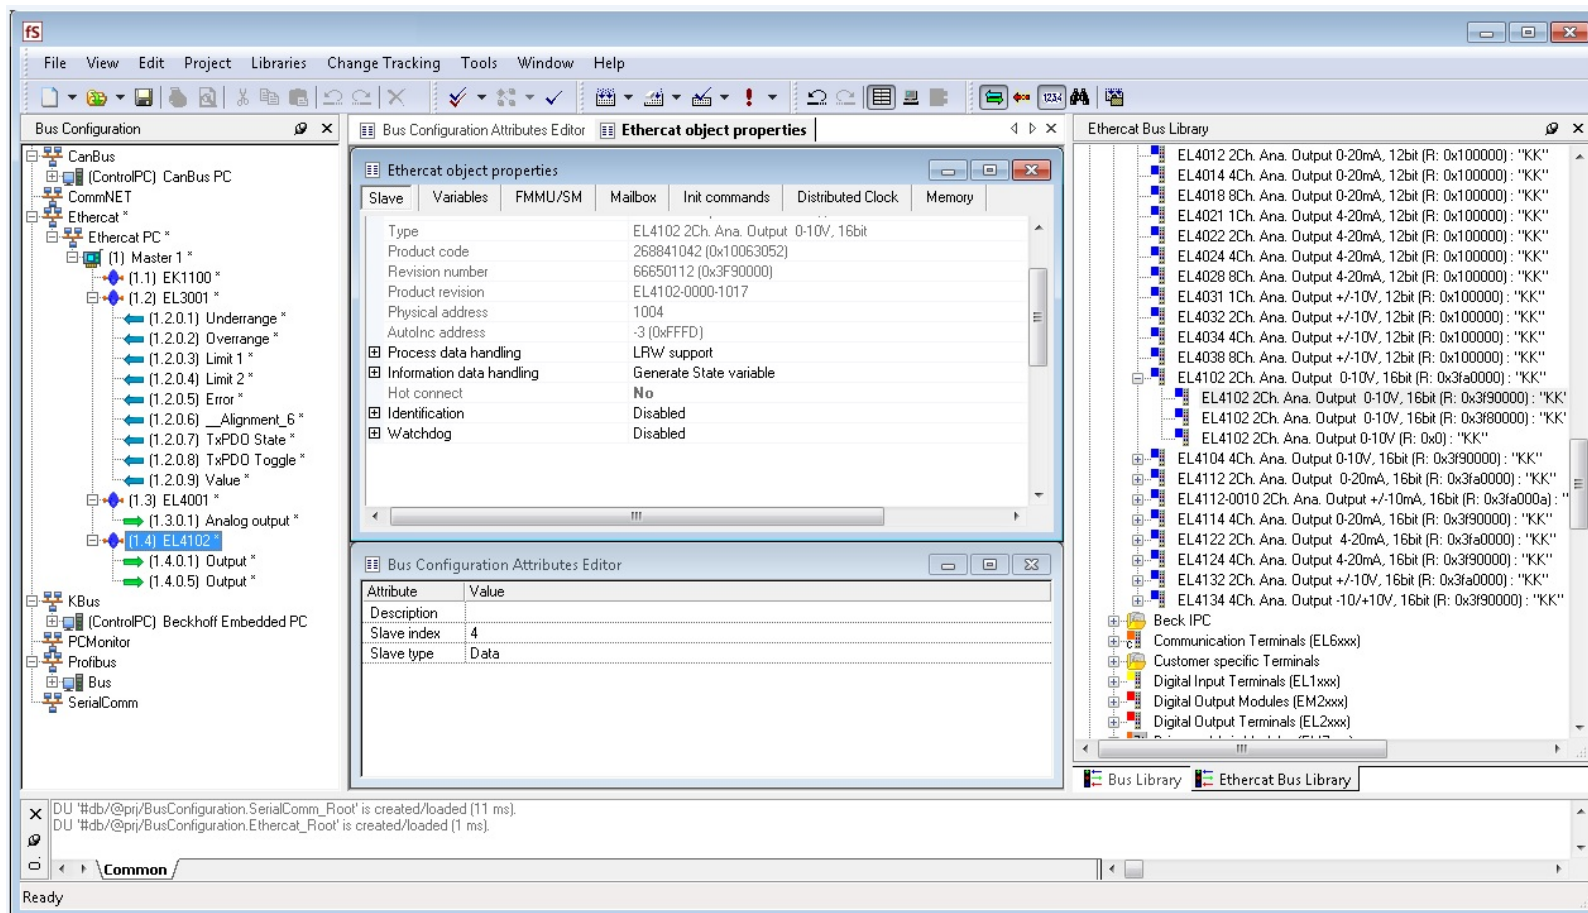 fS
File View Edit Project Libraries Change Tracking Tools Window Help
1234
Bus Configuration
CanBus
(ControlPC) CanBus PC
CommNET
Ethercat *
Ethercat PC *
(1) Master 1 *
(1.1) EK1100 *
(1.2) EL3001 *
(1.2.0.1) Underrange *
(1.2.0.2) Overrange *
(1.2.0.3) Limit 1 *
(1.2.0.4) Limit 2 *
(1.2.0.5) Error *
(1.2.0.6) __Alignment_6 *
(1.2.0.7) TxPDO State *
(1.2.0.8) TxPDO Toggle *
(1.2.0.9) Value *
(1.3) EL4001 *
(1.3.0.1) Analog output *
(1.4) EL4102 *
(1.4.0.1) Output *
(1.4.0.5) Output *
KBus
(ControlIPC) Beckhoff Embedded PC
PCMonitor
Profibus
Bus
SerialComm
Bus Configuration Attributes Editor Ethercat object properties
Ethercat object properties
Slave Variables FMMU/SM Mailbox Init commands Distributed Clock Memory
Type EL4102 2Ch. Ana. Output 0-10V, 16bit
Product code 268841042 (0x10063052)
Revision number 66650112 (0x3F90000)
Product revision EL4102-0000-1017
Physical address 1004
AutoInc address -3 (0xFFFD)
Process data handling LRW support
Information data handling Generate State variable
Hot connect No
Identification Disabled
Watchdog Disabled
Bus Configuration Attributes Editor
Attribute Value
Description
Slave index 4
Slave type Data
Ethercat Bus Library
EL4012 2Ch. Ana. Output 0-20mA, 12bit (R: 0x100000) : "KK"
EL4014 4Ch. Ana. Output 0-20mA, 12bit (R: 0x100000) : "KK"
EL4018 8Ch. Ana. Output 0-20mA, 12bit (R: 0x100000) : "KK"
EL4021 1Ch. Ana. Output 4-20mA, 12bit (R: 0x100000) : "KK"
EL4022 2Ch. Ana. Output 4-20mA, 12bit (R: 0x100000) : "KK"
EL4024 4Ch. Ana. Output 4-20mA, 12bit (R: 0x100000) : "KK"
EL4028 8Ch. Ana. Output 4-20mA, 12bit (R: 0x100000) : "KK"
EL4031 1Ch. Ana. Output +/-10V, 12bit (R: 0x100000) : "KK"
EL4032 2Ch. Ana. Output +/-10V, 12bit (R: 0x100000) : "KK"
EL4034 4Ch. Ana. Output +/-10V, 12bit (R: 0x100000) : "KK"
EL4038 8Ch. Ana. Output +/-10V, 12bit (R: 0x100000) : "KK"
EL4102 2Ch. Ana. Output 0-10V, 16bit (R: 0x3fa0000) : "KK"
EL4102 2Ch. Ana. Output 0-10V, 16bit (R: 0x3f90000) : "KK'
EL4102 2Ch. Ana. Output 0-10V, 16bit (R: 0x3f80000) : "KK'
EL4102 2Ch. Ana. Output 0-10V (R: 0x0) : "KK"
EL4104 4Ch. Ana. Output 0-10V, 16bit (R: 0x3f90000) : "KK"
EL4112 2Ch. Ana. Output 0-20mA, 16bit (R: 0x3fa0000) : "KK"
EL4112-0010 2Ch. Ana. Output +/-10mA, 16bit (R: 0x3fa000a) : "
EL4114 4Ch. Ana. Output 0-20mA, 16bit (R: 0x3f90000) : "KK"
EL4122 2Ch. Ana. Output 4-20mA, 16bit (R: 0x3fa0000) : "KK"
EL4124 4Ch. Ana. Output 4-20mA, 16bit (R: 0x3f90000) : "KK"
EL4132 2Ch. Ana. Output +/-10V, 16bit (R: 0x3fa0000) : "KK"
EL4134 4Ch. Ana. Output -10/+10V, 16bit (R: 0x3f90000) : "KK"
Beck IPC
Communication Terminals (EL6xxx)
Customer specific Terminals
Digital Input Terminals (EL1xxx)
Digital Output Modules (EM2xxx)
Digital Output Terminals (EL2xxx)
Bus Library Ethercat Bus Library
DU '#db/@prj/BusConfiguration.SerialComm_Root' is created/loaded (11 ms).
DU '#db/@prj/BusConfiguration.Ethercat_Root' is created/loaded (1 ms).
Common
Ready